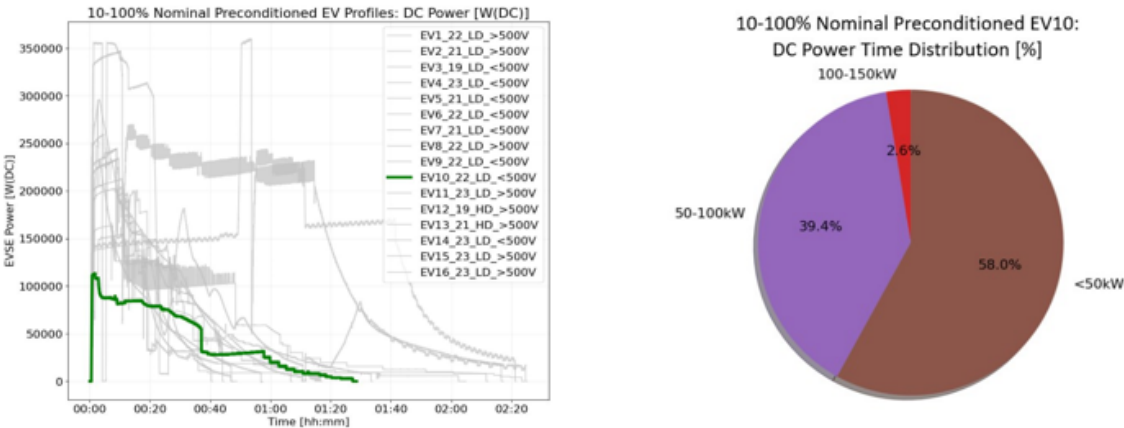 10-100% Nominal Preconditioned EV Profiles: DC Power [W(DC)]
EVSE Power [W(DC)]
350000
300000
250000
200000
150000
100000
50000
0
00:00
00:20
00:40
01:00
01:20
01:40
02:00
02:20
Time [hh:mm]
EV1_22_LD_>500V
EV2_21_LD_>500V
EV3_19_LD_<500V
EV4_23_LD_<500V
EV5_21_LD_<500V
EV6_22_LD_<500V
EV7_21_LD_<500V
EV8_22_LD_>500V
EV9_22_LD_<500V
EV10_22_LD_<500V
EV11_23_LD_>500V
EV12_19_HD_>500V
EV13_21_HD_>500V
EV14_23_LD_<500V
EV15_23_LD_>500V
EV16_23_LD_>500V
10-100% Nominal Preconditioned EV10:
DC Power Time Distribution [%]
100-150kW
2.6%
50-100kW
39.4%
58.0%
<50kW